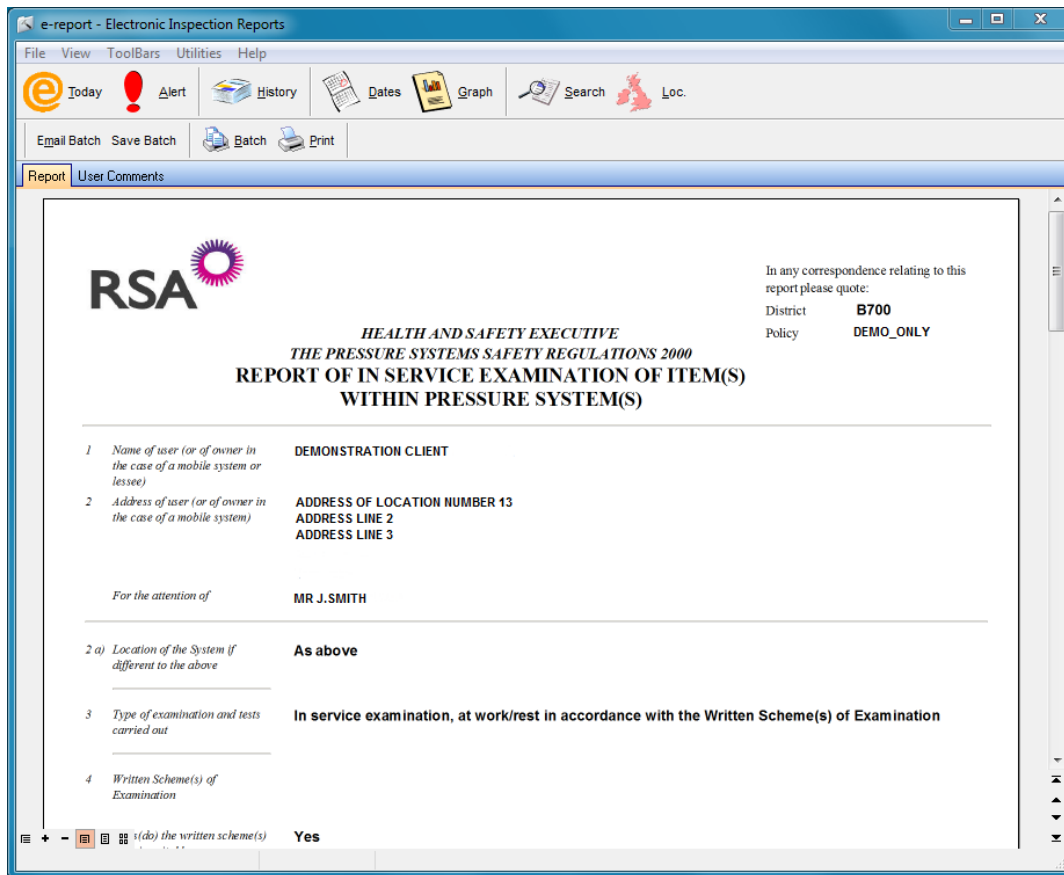 e-report - Electronic Inspection Reports
File View ToolBars Utilities Help
Today Alert History Dates Graph Search Loc.
Email Batch Save Batch Batch Print
Report User Comments
RSA
In any correspondence relating to this
report please quote:
District B700
Policy DEMO_ONLY
HEALTH AND SAFETY EXECUTIVE
THE PRESSURE SYSTEMS SAFETY REGULATIONS 2000
REPORT OF IN SERVICE EXAMINATION OF ITEM(S)
WITHIN PRESSURE SYSTEM(S)
1 Name of user (or of owner in DEMONSTRATION CLIENT
the case of a mobile system or
lessee)
2 Address of user (or of owner in ADDRESS OF LOCATION NUMBER 13
the case of a mobile system) ADDRESS LINE 2
ADDRESS LINE 3
For the attention of MR J.SMITH
2 a) Location of the System if As above
different to the above
3 Type of examination and tests In service examination, at work/rest in accordance with the Written Scheme(s) of Examination
carried out
4 Written Scheme(s) of
Examination
s(do) the written scheme(s) Yes